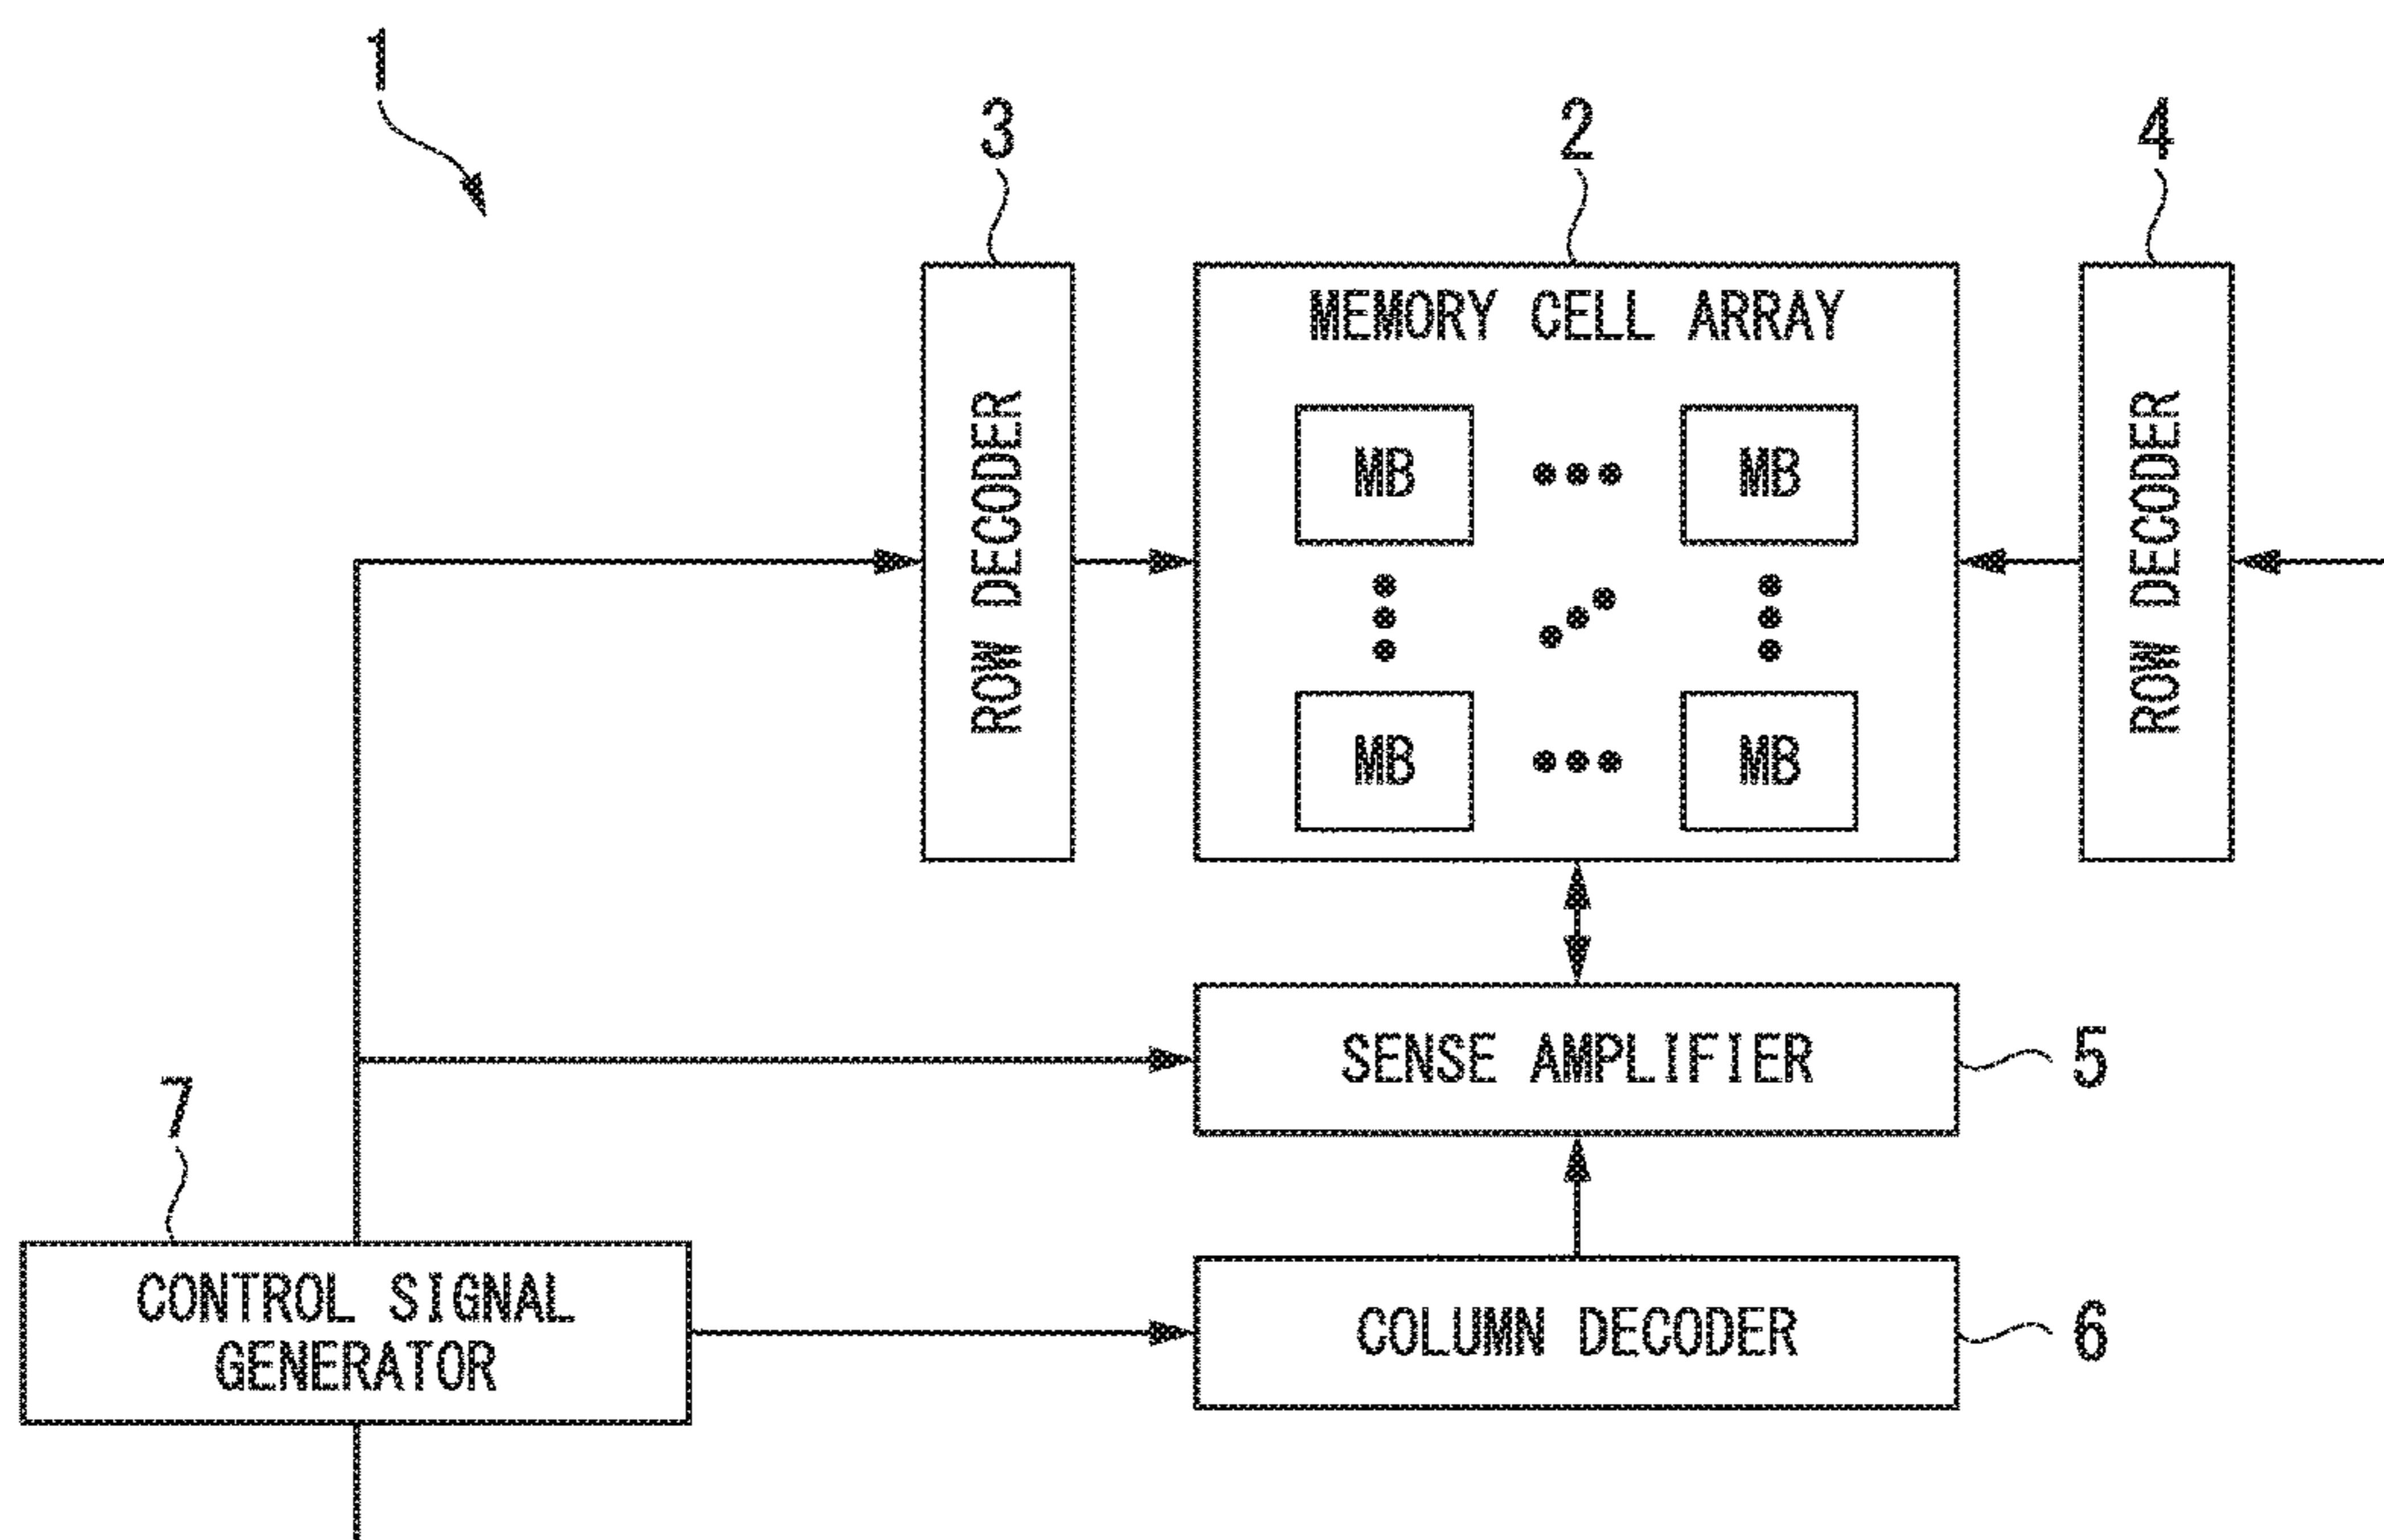 1
3
2
4
MEMORY CELL ARRAY
ROW DECODER
MB
MB
ROW DECODER
MB
MB
SENSE AMPLIFIER
5
7
CONTROL SIGNAL
GENERATOR
COLUMN DECODER
6